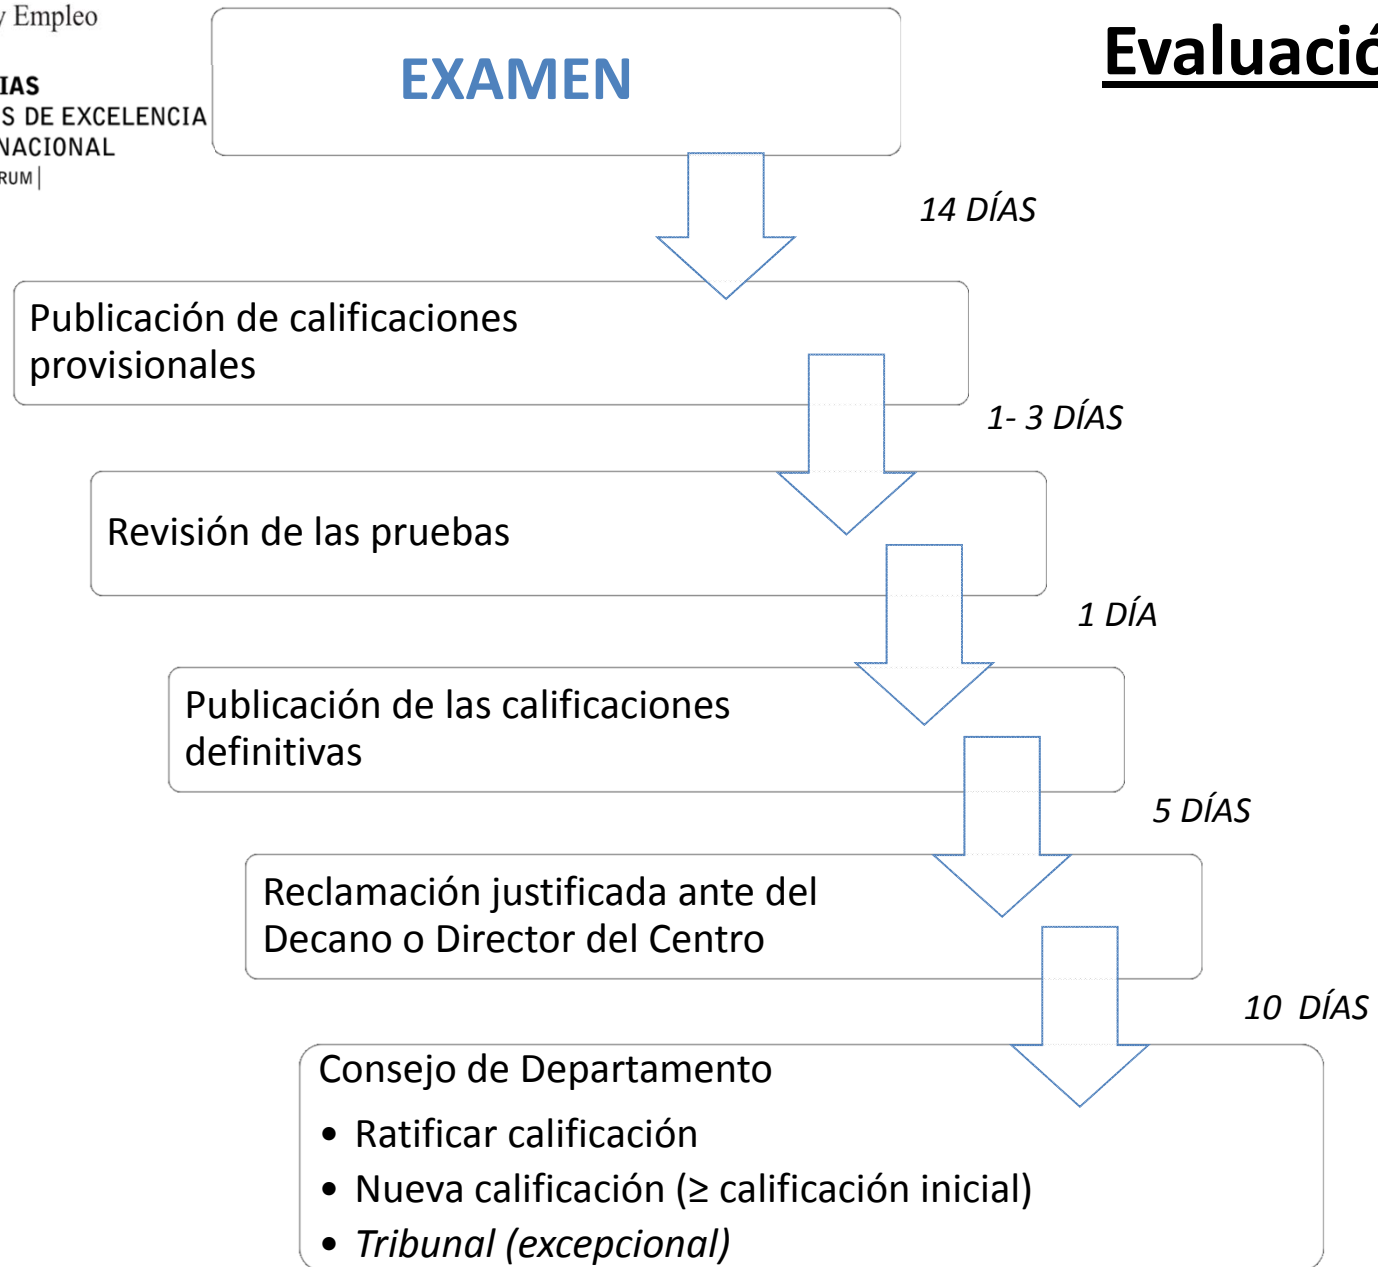 y Empleo
IAS
S DE EXCELENCIA
NACIONAL
RUM|
EXAMEN
Evaluació
14 DÍAS
Publicación de calificaciones
provisionales
1- 3 DÍAS
Revisión de las pruebas
1 DÍA
Publicación de las calificaciones
definitivas
5 DÍAS
Reclamación justificada ante del
Decano o Director del Centro
10 DÍAS
Consejo de Departamento
• Ratificar calificación
• Nueva calificación (≥ calificación inicial)
• Tribunal (excepcional)